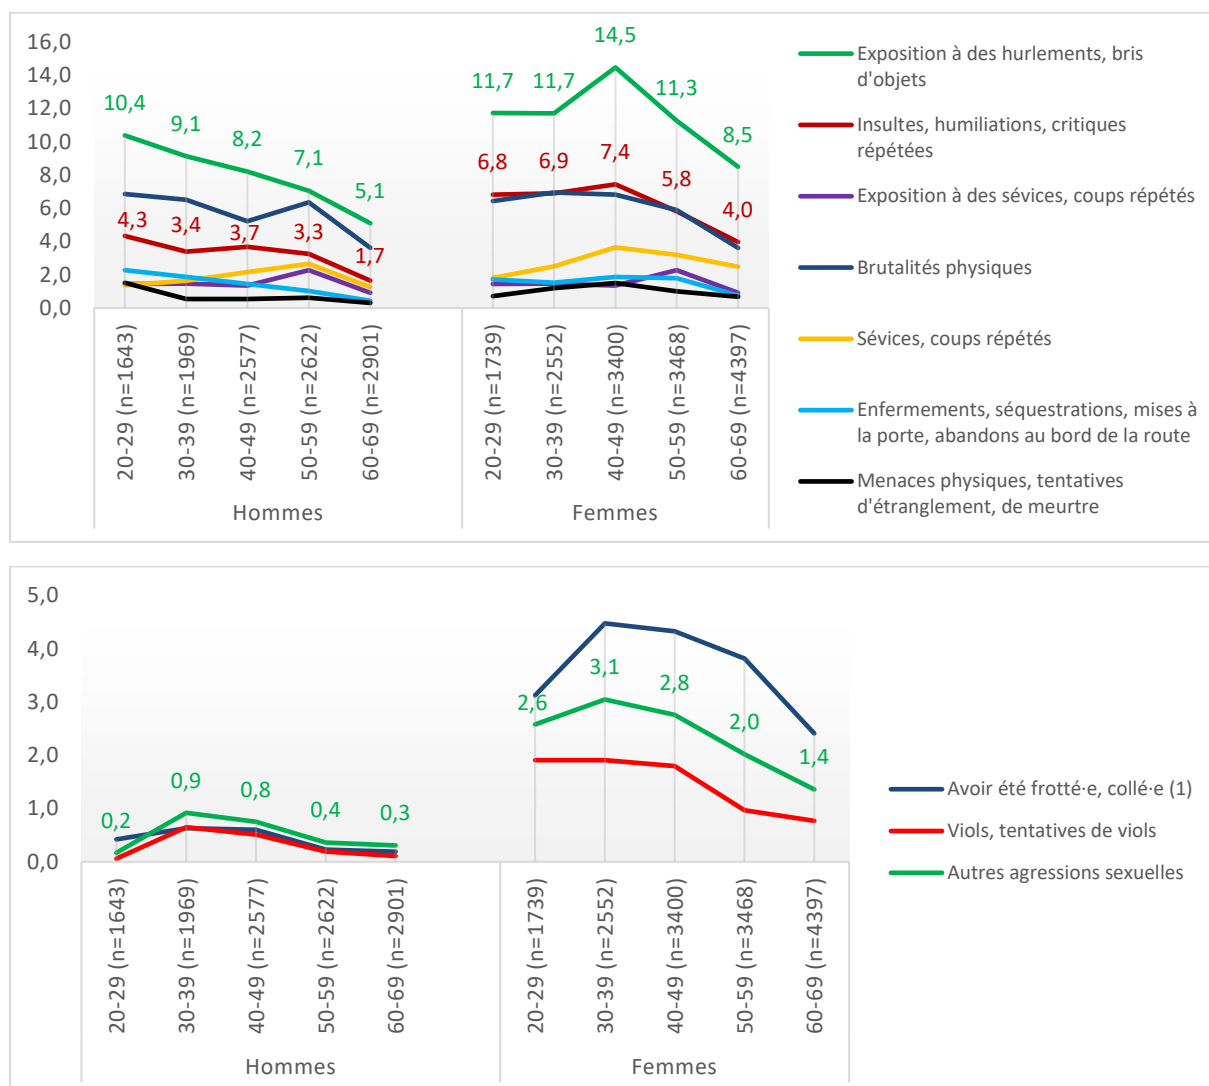 16,0
14,0
12,0
10,0
8,0
6,0
4,0
2,0
0,0
10,4
9,1
8,2
7,1
5,1
4,3
3,4
3,7
3,3
1,7
11,7
11,7
14,5
11,3
8,5
6,8
6,9
7,4
5,8
4,0
20-29 (n=1643)
30-39 (n=1969)
40-49 (n=2577)
50-59 (n=2622)
60-69 (n=2901)
20-29 (n=1739)
30-39 (n=2552)
40-49 (n=3400)
50-59 (n=3468)
60-69 (n=4397)
Hommes
Femmes
Exposition à des hurlements, bris
d'objets
Insultes, humiliations, critiques
répétées
Exposition à des sévices, coups répétés
Brutalités physiques
Sévices, coups répétés
Enfermements, séquestrations, mises à
la porte, abandons au bord de la route
Menaces physiques, tentatives
d'étranglement, de meurtre
5,0
4,0
3,0
2,0
1,0
0,0
0,2
0,9
0,8
0,4
0,3
2,6
3,1
2,8
2,0
1,4
20-29 (n=1643)
30-39 (n=1969)
40-49 (n=2577)
50-59 (n=2622)
60-69 (n=2901)
20-29 (n=1739)
30-39 (n=2552)
40-49 (n=3400)
50-59 (n=3468)
60-69 (n=4397)
Hommes
Femmes
Avoir été frotté·e, collé·e (1)
Viols, tentatives de viols
Autres agressions sexuelles